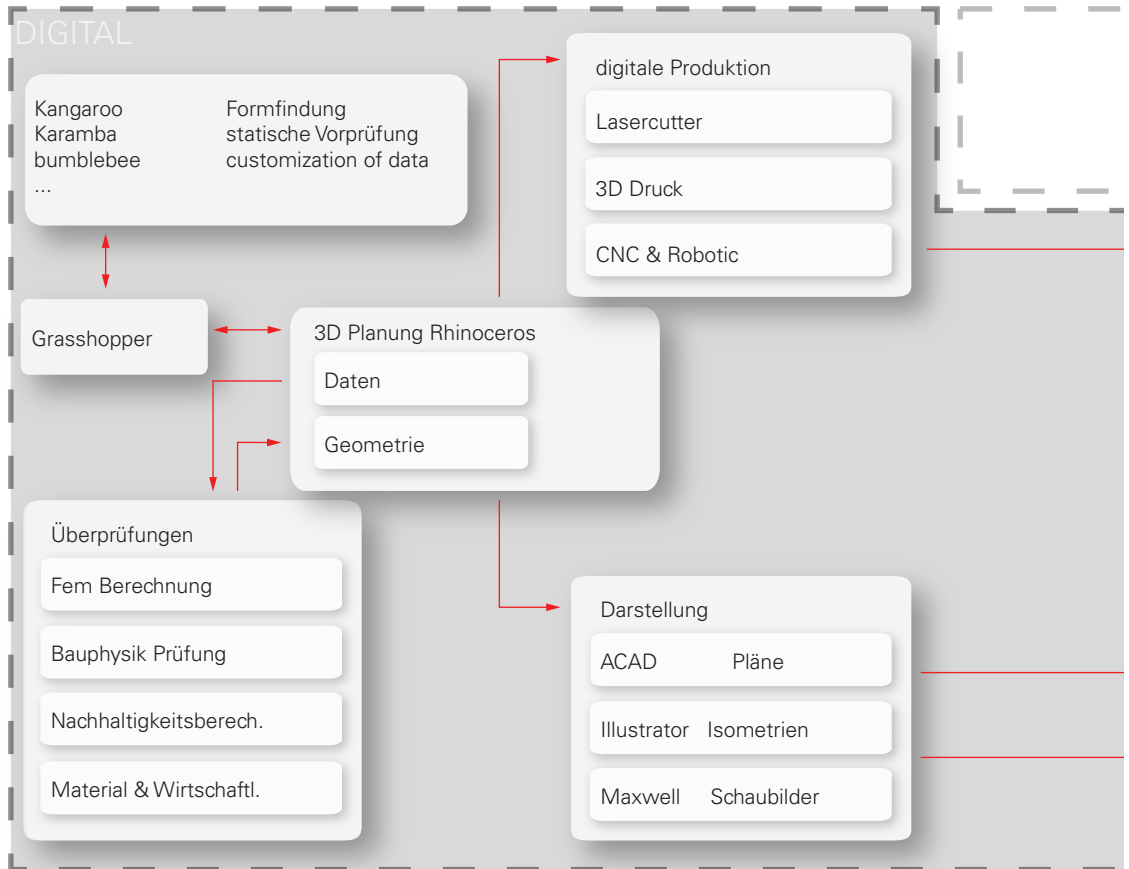 DIGITAL
Kangaroo Formfindung
Karamba statische Vorprüfung
bumblebee customization of data
...
digitale Produktion
Lasercutter
3D Druck
CNC & Robotic
Grasshopper
3D Planung Rhinoceros
Daten
Geometrie
Überprüfungen
Fem Berechnung
Bauphysik Prüfung
Nachhaltigkeitsberech.
Material & Wirtschaftl.
Darstellung
ACAD Pläne
Illustrator Isometrien
Maxwell Schaubilder